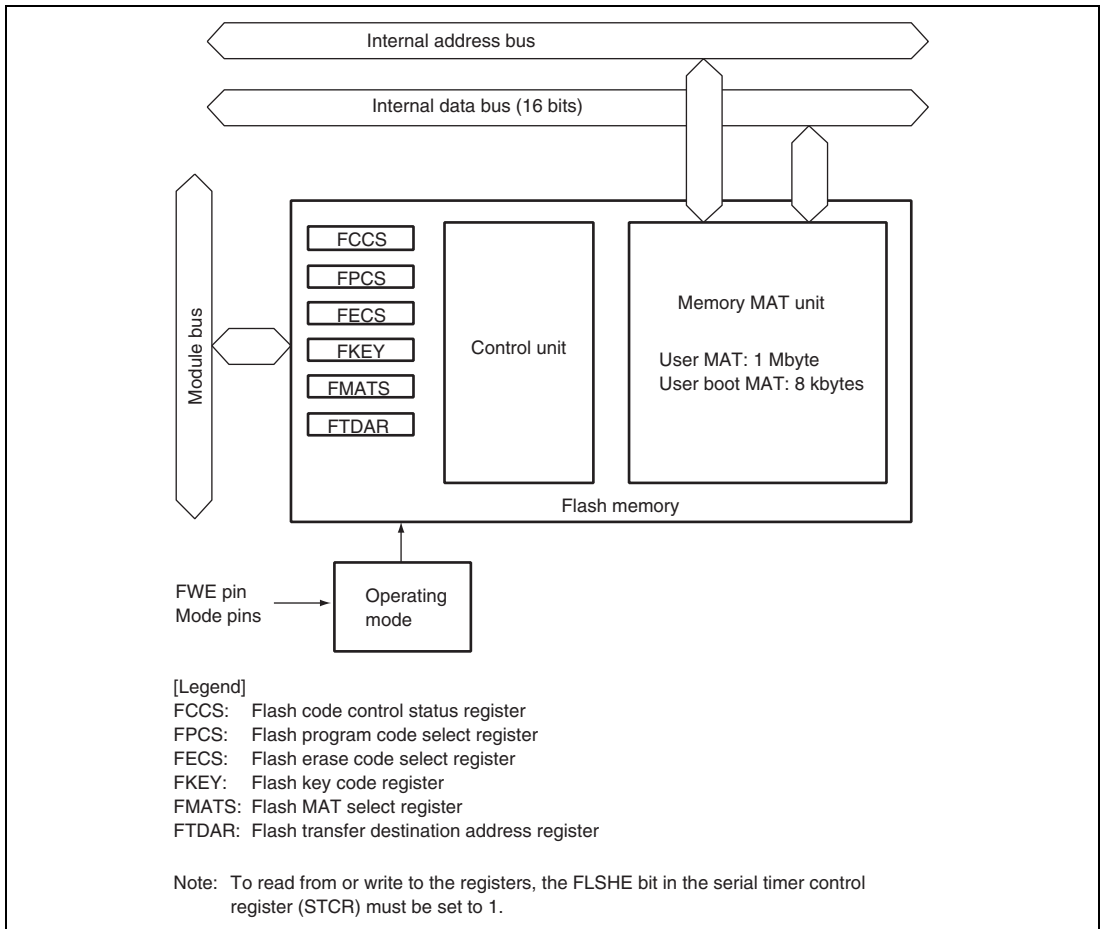 Internal address bus
Internal data bus (16 bits)
Module bus
FCCS
FPCS
FECS
FKEY
FMATS
FTDAR
Control unit
Memory MAT unit
User MAT: 1 Mbyte
User boot MAT: 8 kbytes
Flash memory
FWE pin
Mode pins
Operating
mode
[Legend]
FCCS: Flash code control status register
FPCS: Flash program code select register
FECS: Flash erase code select register
FKEY: Flash key code register
FMATS: Flash MAT select register
FTDAR: Flash transfer destination address register
Note: To read from or write to the registers, the FLSHE bit in the serial timer control
register (STCR) must be set to 1.